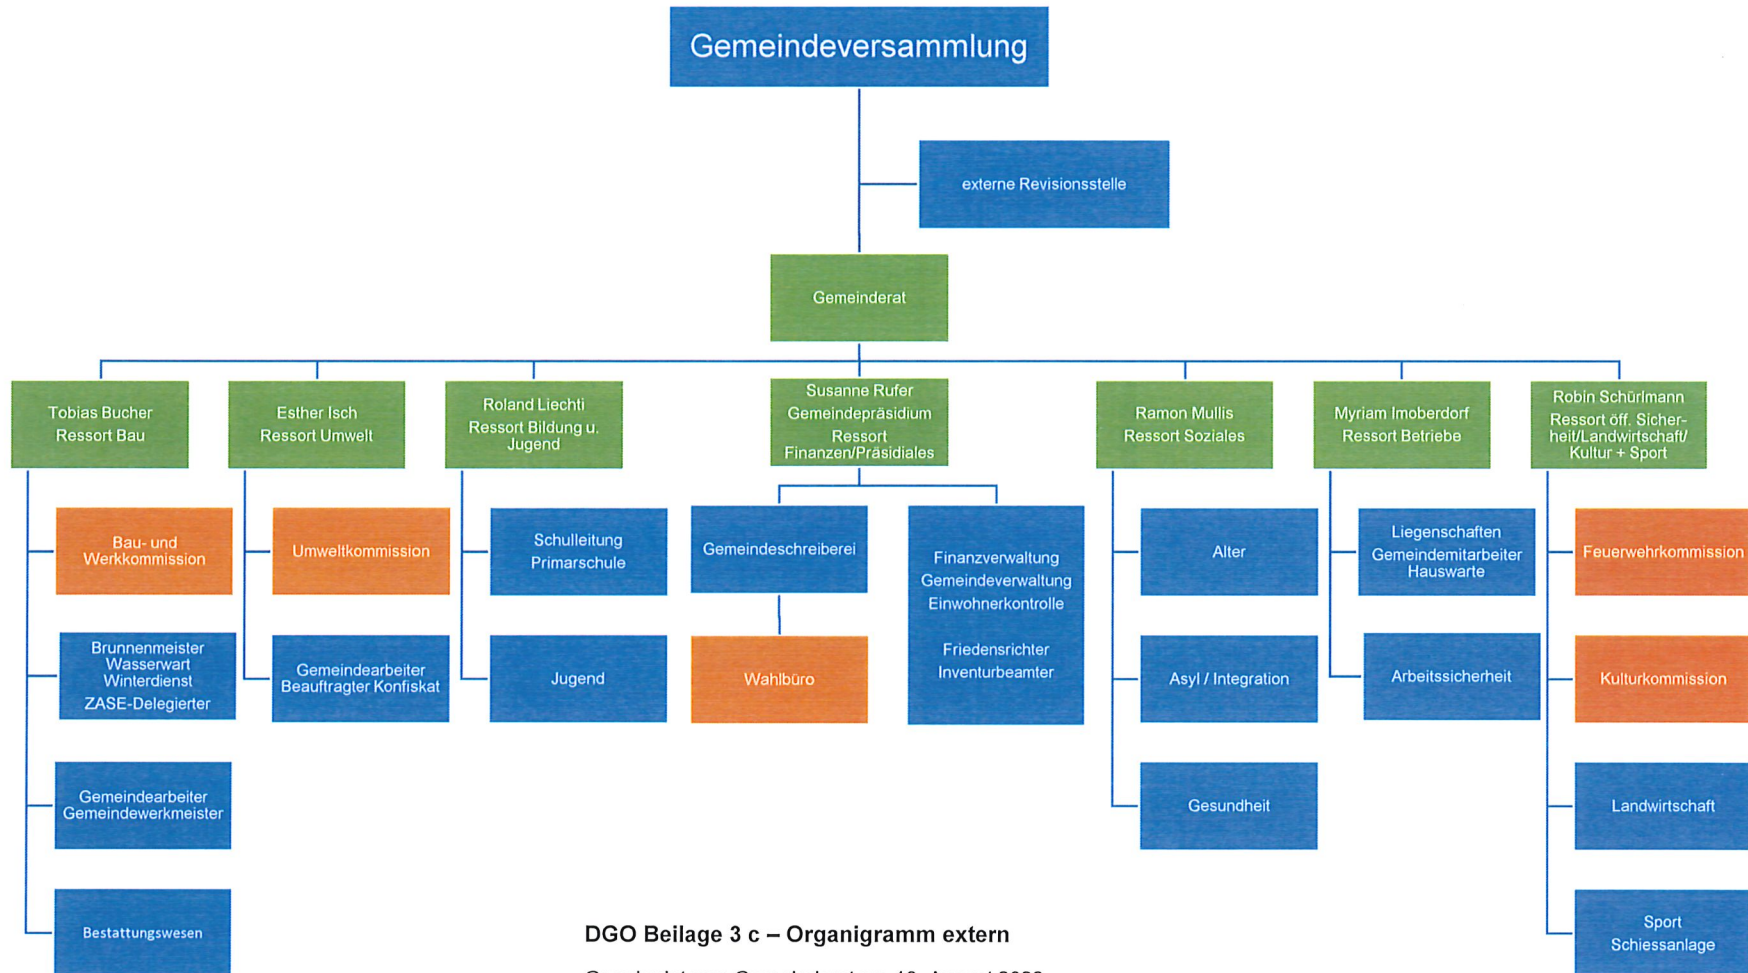 Gemeindeversammlung
externe Revisionsstelle
Gemeinderat
Tobias Bucher
Ressort Bau
Esther Isch
Ressort Umwelt
Roland Liechti
Ressort Bildung u.
Jugend
Susanne Rufer
Gemeindepräsidium
Ressort
Finanzen/Präsidiales
Ramon Mullis
Ressort Soziales
Myriam Imoberdorf
Ressort Betriebe
Robin Schürlmann
Ressort öff. Sicher-
heit/Landwirtschaft/
Kultur + Sport
Bau- und
Werkkommission
Umweltkommission
Schulleitung
Primarschule
Gemeindeschreiberei
Finanzverwaltung
Gemeindeverwaltung
Einwohnerkontrolle
Friedensrichter
Inventurbeamter
Alter
Liegenschaften
Gemeindemitarbeiter
Hauswarte
Feuerwehrkommission
Brunnenmeister
Wasserwart
Winterdienst
ZASE-Delegierter
Gemeindearbeiter
Beauftragter Konfiskat
Jugend
Wahlbüro
Asyl / Integration
Arbeitssicherheit
Kulturkommission
Gemeindearbeiter
Gemeindewerkmeister
Gesundheit
Landwirtschaft
Bestattungswesen
Sport
Schiessanlage
DGO Beilage 3 c – Organigramm extern